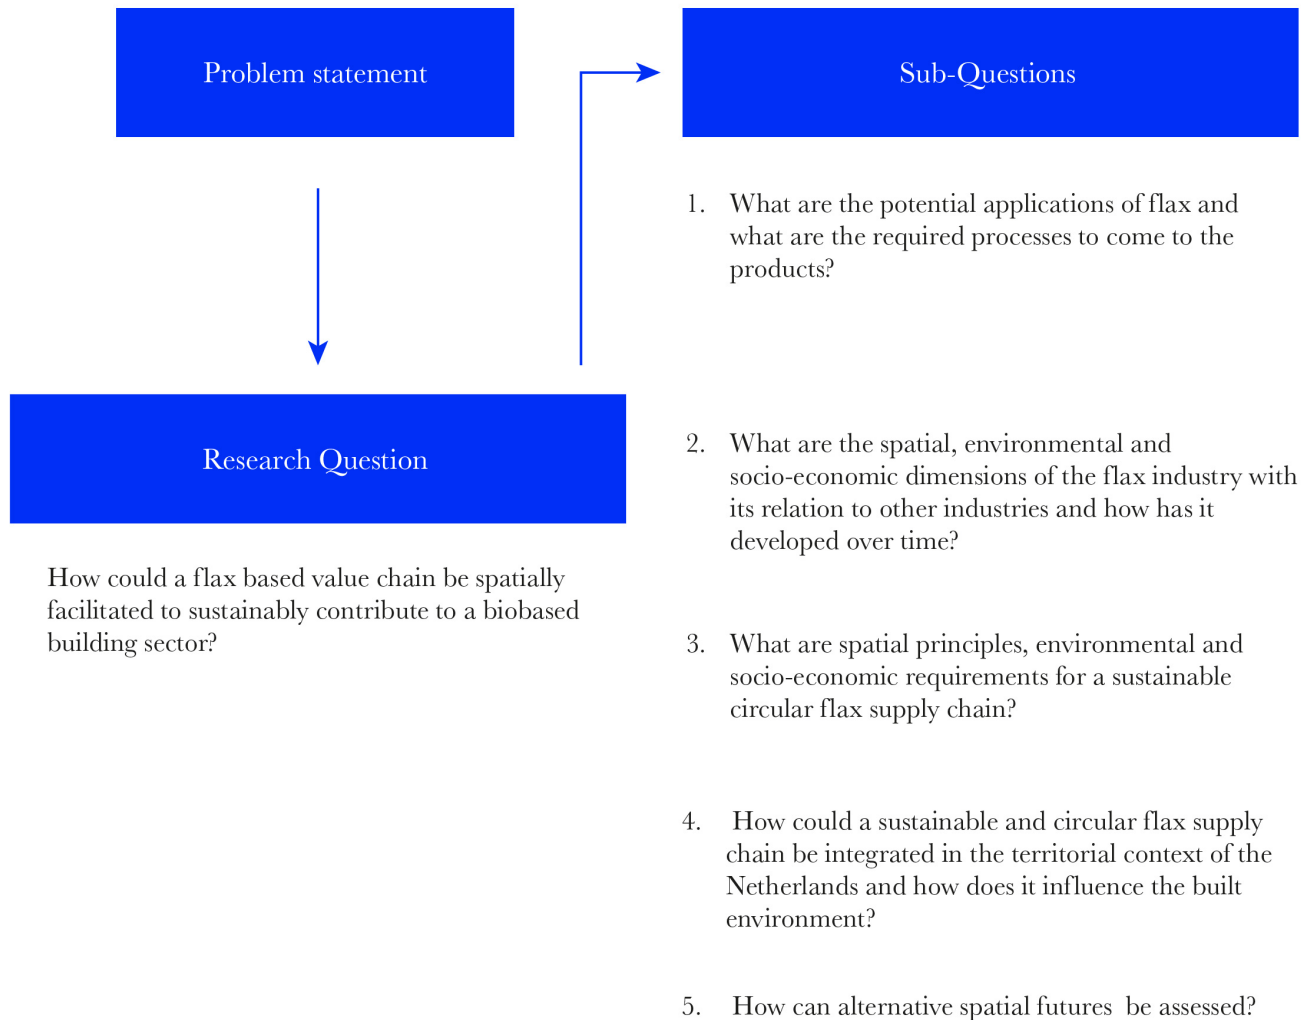 Problem statement
Research Question
How could a flax based value chain be spatially
facilitated to sustainably contribute to a biobased
building sector?
Sub-Questions
1. What are the potential applications of flax and
what are the required processes to come to the
products?
2. What are the spatial, environmental and
socio-economic dimensions of the flax industry with
its relation to other industries and how has it
developed over time?
3. What are spatial principles, environmental and
socio-economic requirements for a sustainable
circular flax supply chain?
4. How could a sustainable and circular flax supply
chain be integrated in the territorial context of the
Netherlands and how does it influence the built
environment?
5. How can alternative spatial futures be assessed?